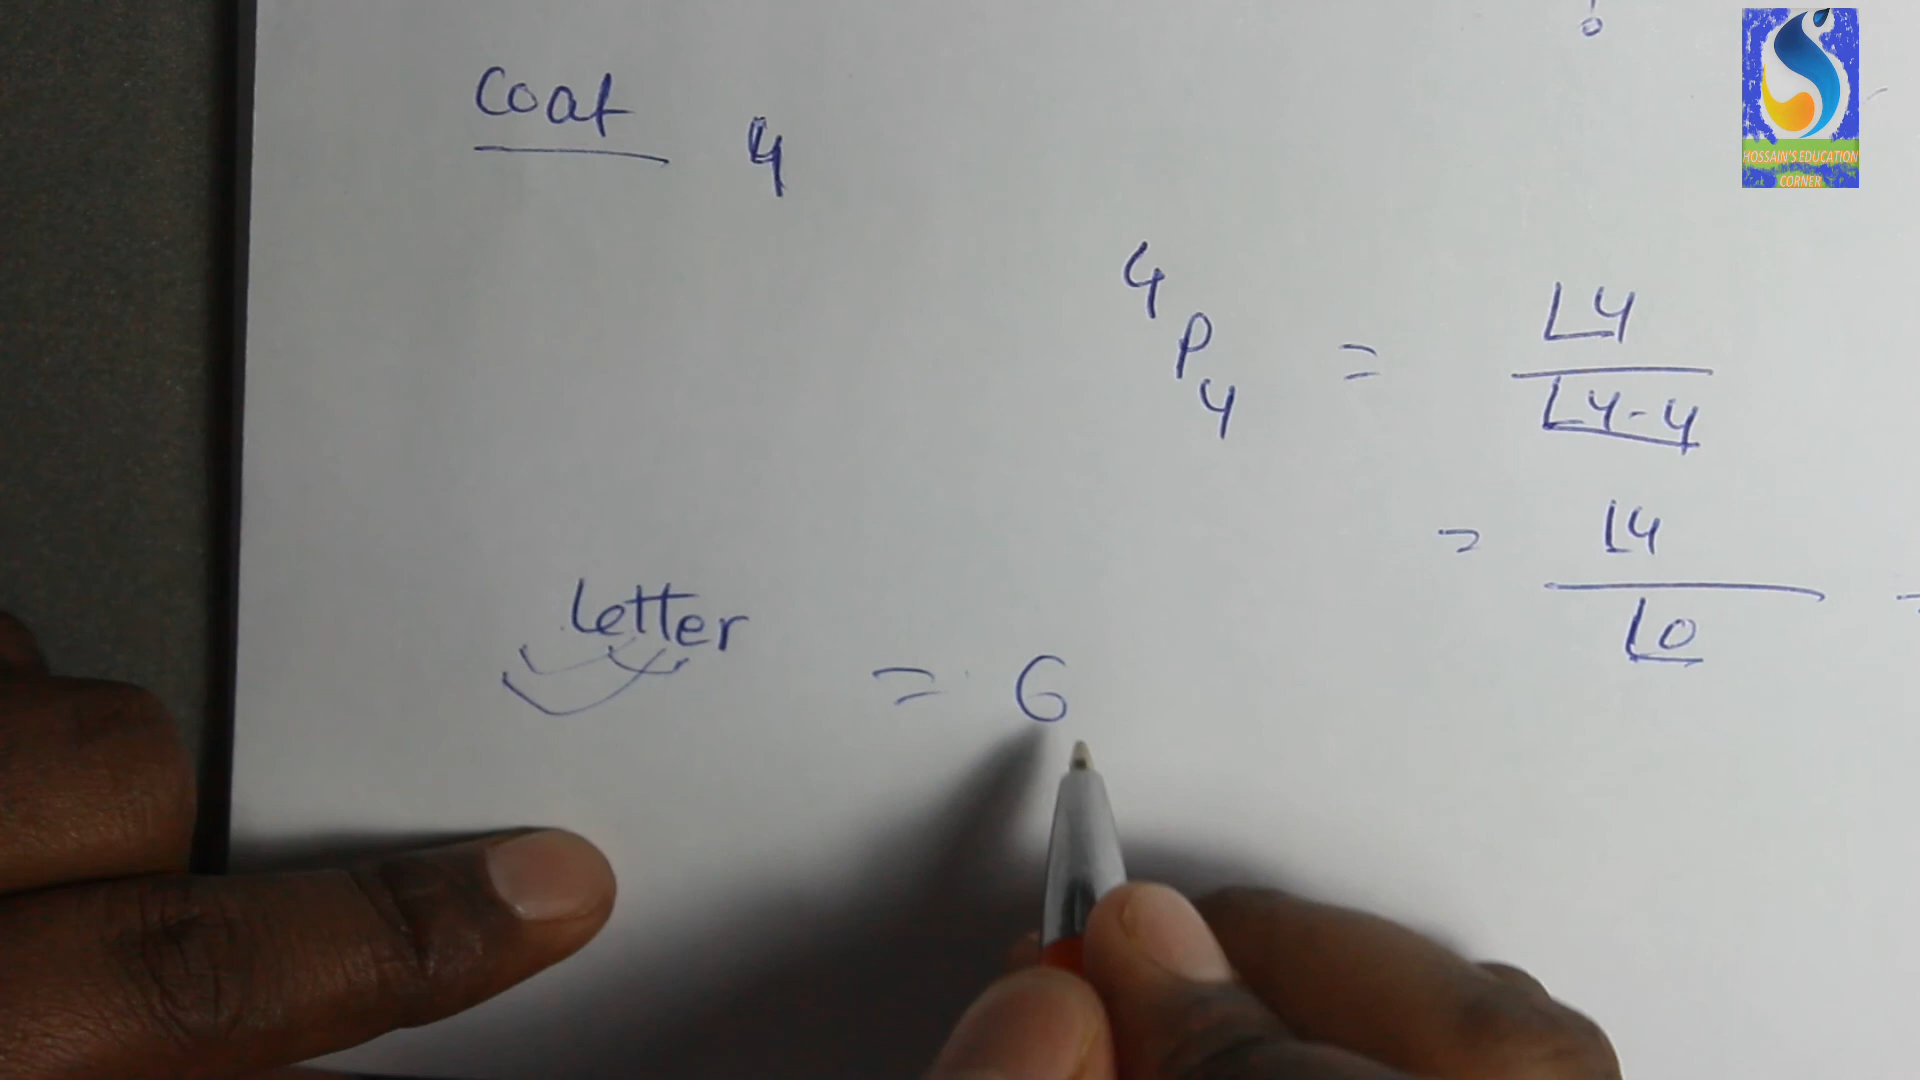 Coat 4
4P4 = L4 / L4-4
= L4 / L0
Letter = 6
HOSSAIN'S EDUCATION
CORNER